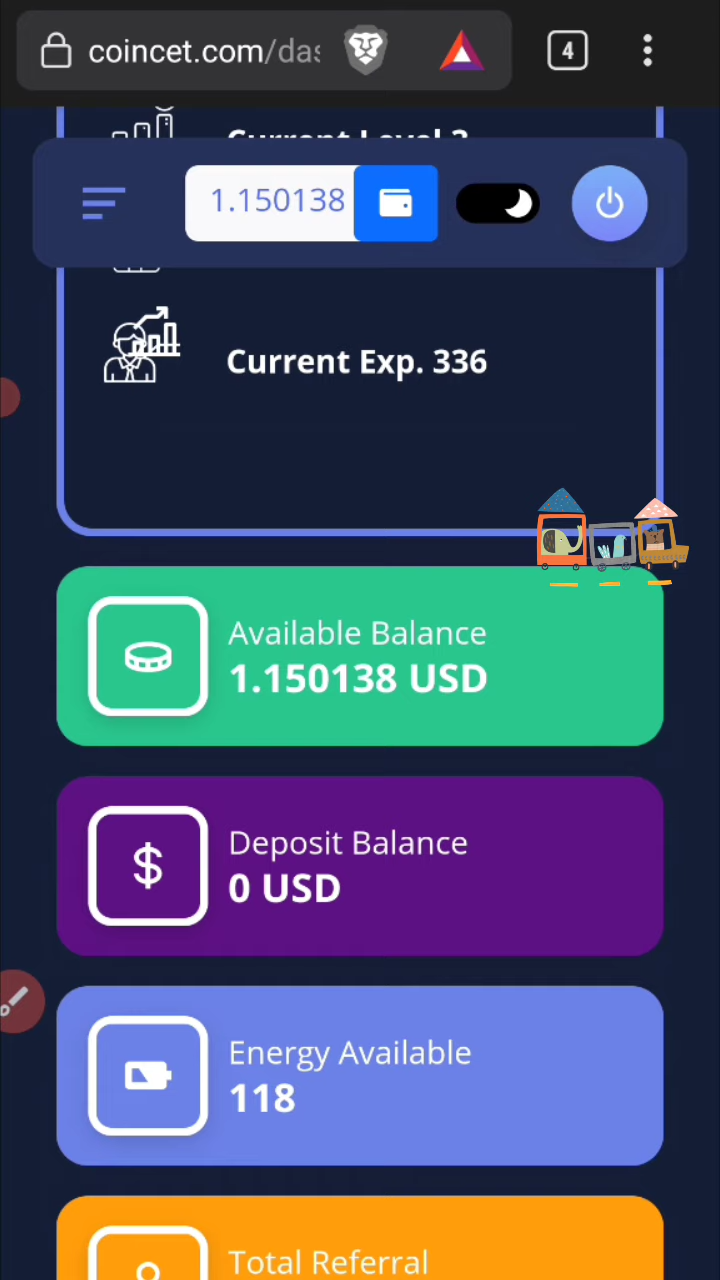 coincet.com/das
4
Current Level 2
1.150138
Current Exp. 336
Available Balance
1.150138 USD
$
Deposit Balance
0 USD
Energy Available
118
Total Referral